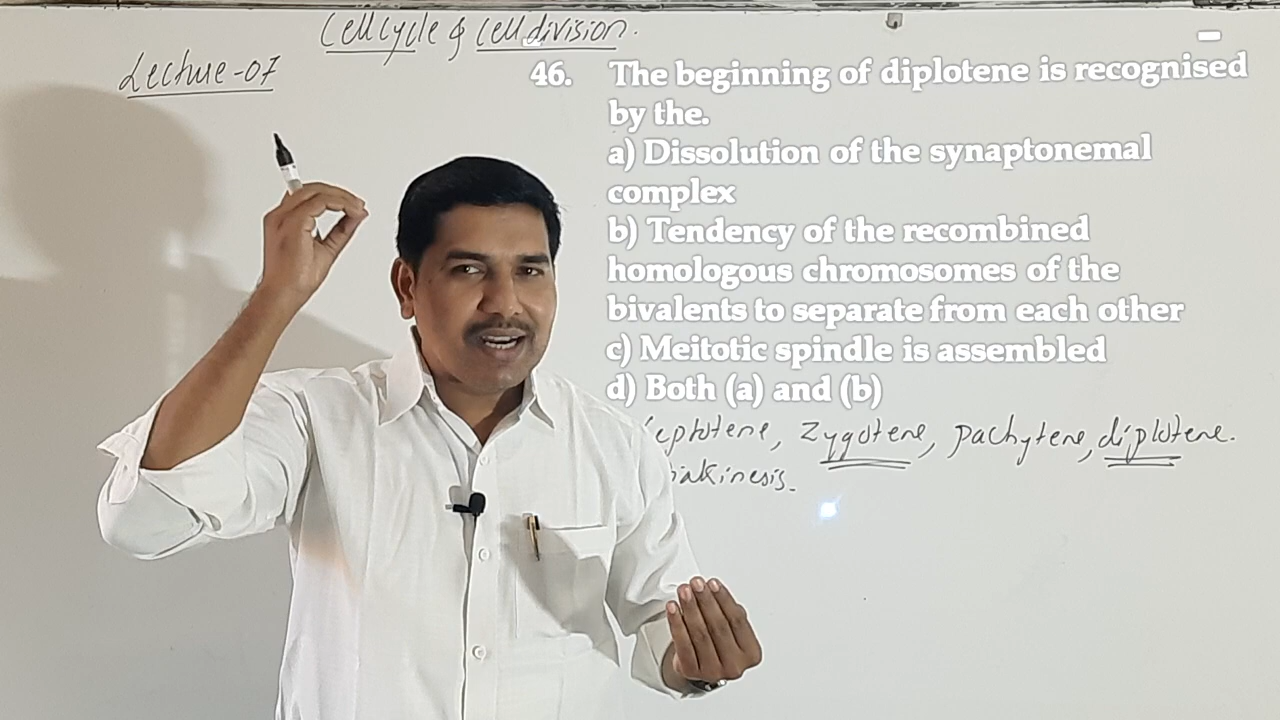 Cell cycle & cell division.
Lecture-07
46. The beginning of diplotene is recognised
by the.
a) Dissolution of the synaptonemal
complex
b) Tendency of the recombined
homologous chromosomes of the
bivalents to separate from each other
c) Meitotic spindle is assembled
d) Both (a) and (b)
eptotene, Zygotene, pachytene, diplotene.
iakinesis.